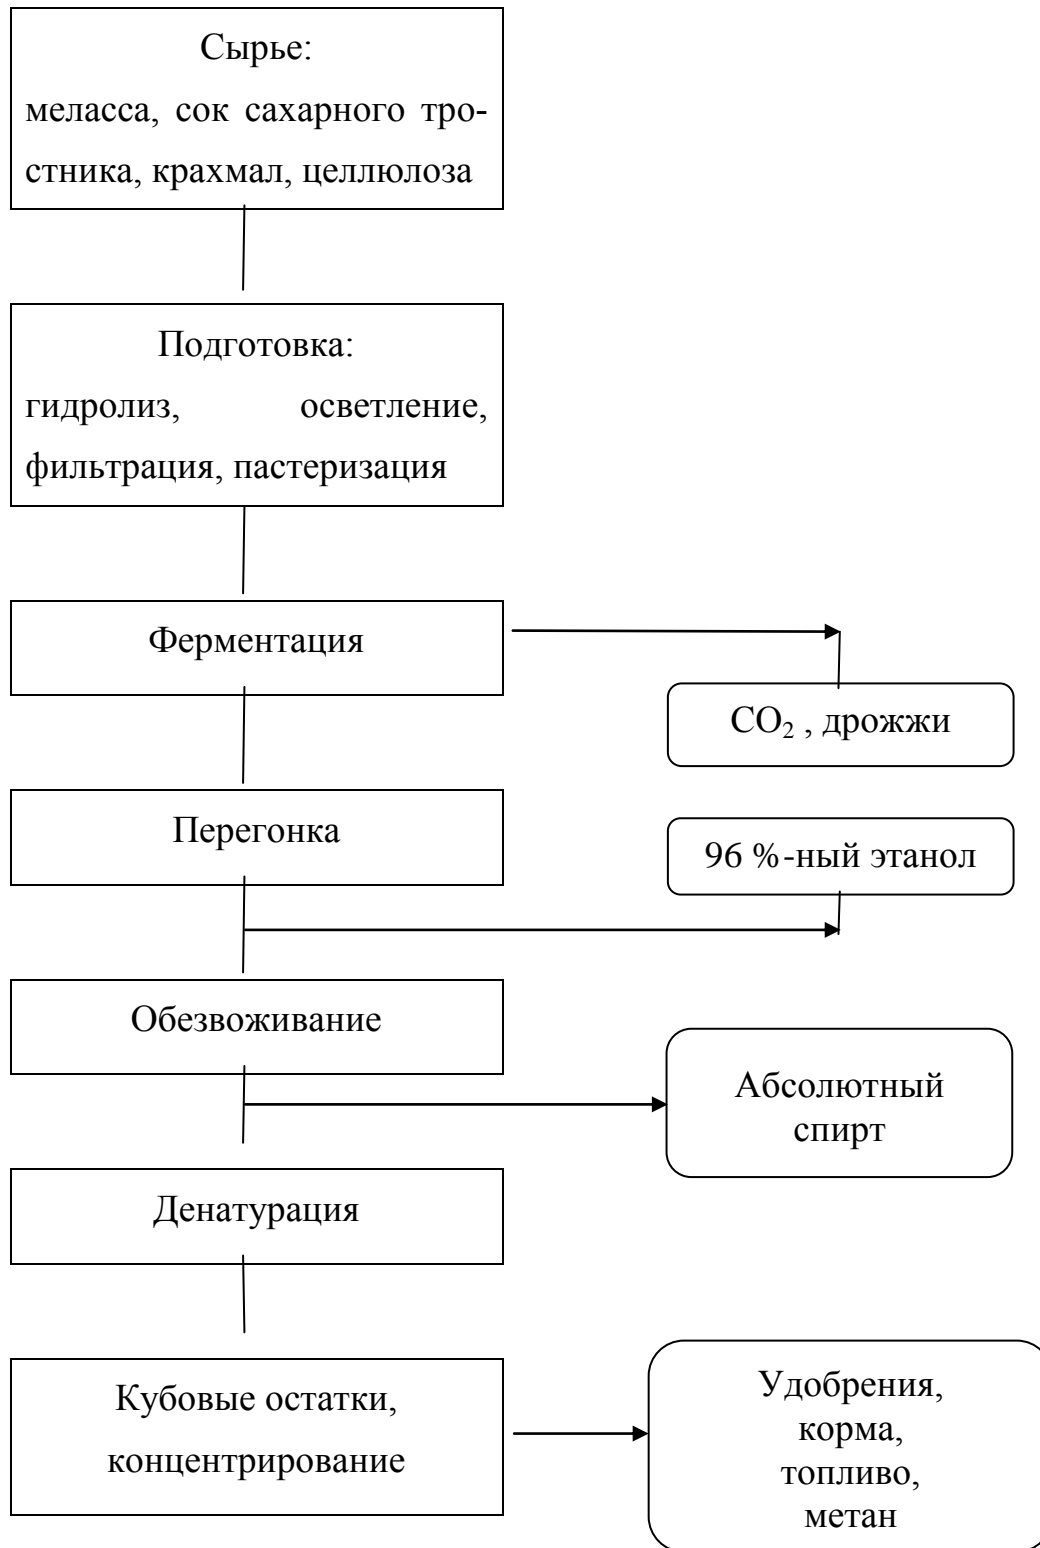 Сырье:
меласса, сок сахарного тро-
стника, крахмал, целлюлоза
Подготовка:
гидролиз, осветление,
фильтрация, пастеризация
Ферментация
CO₂ , дрожжи
Перегонка
96 %-ный этанол
Обезвоживание
Абсолютный
спирт
Денатурация
Кубовые остатки,
концентрирование
Удобрения,
корма,
топливо,
метан